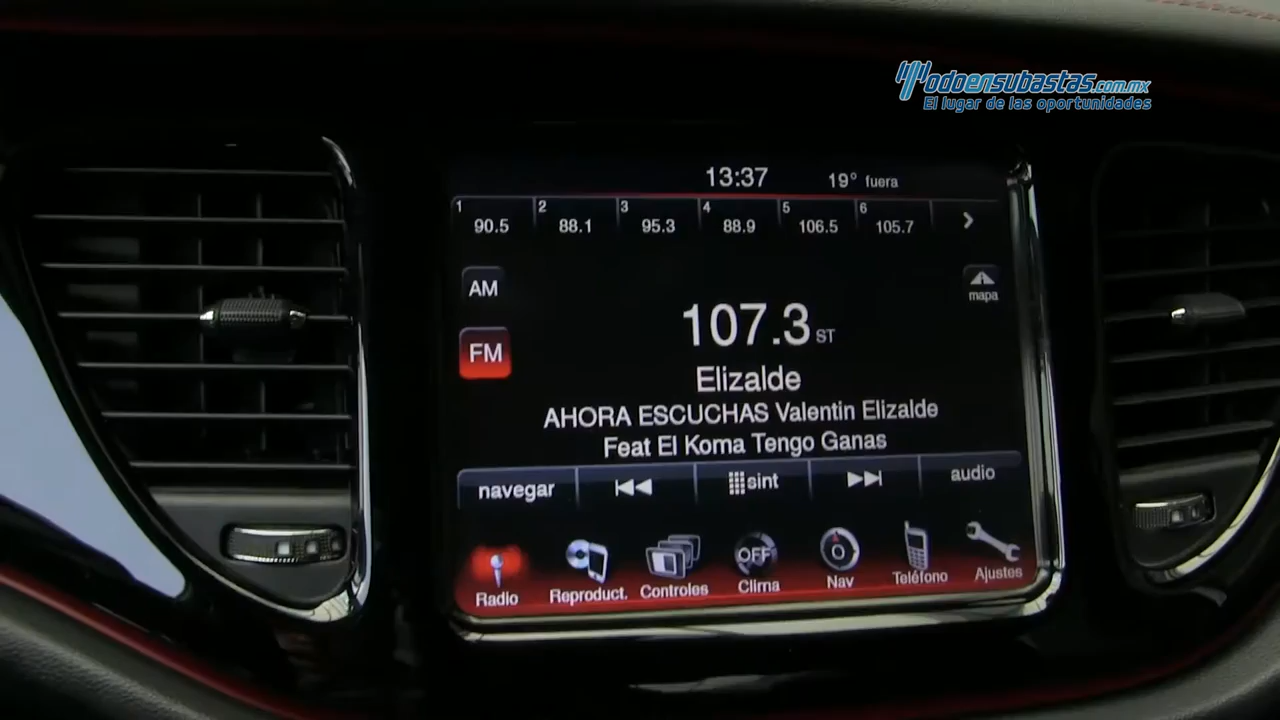 Todoensubastas.com.mx
El lugar de las oportunidades
13:37 19° fuera
1 2 3 4 5 6
90.5 88.1 95.3 88.9 106.5 105.7
AM
mapa
107.3 ST
FM
Elizalde
AHORA ESCUCHAS Valentin Elizalde
Feat El Koma Tengo Ganas
navegar sint audio
OFF
Radio Reproduct. Controles Clima Nav Teléfono Ajustes